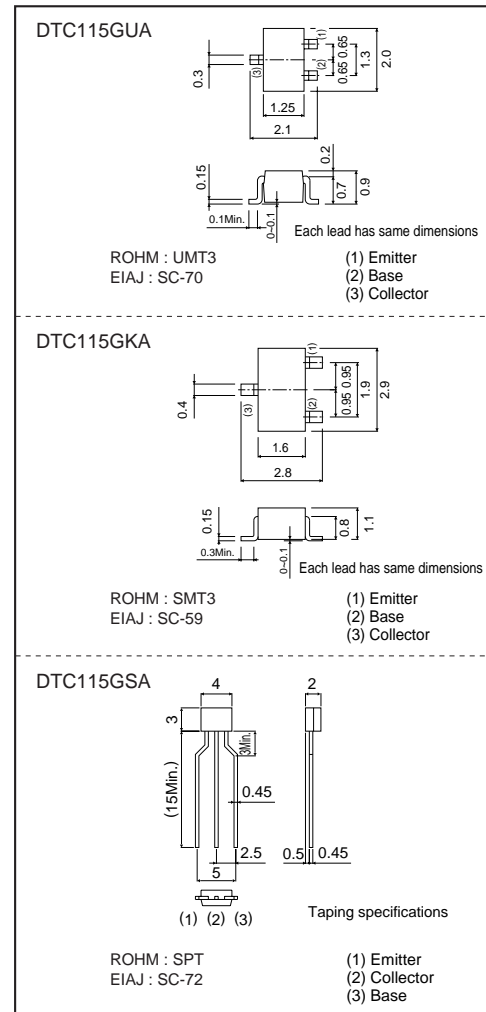 DTC115GUA
(1)
(2)
(3)
0.65
0.65
1.3
2.0
0.3
1.25
2.1
0.2
0.15
0.7
0.9
0.1Min.
0~0.1
Each lead has same dimensions
ROHM : UMT3
EIAJ : SC-70
(1) Emitter
(2) Base
(3) Collector
DTC115GKA
(1)
(2)
(3)
0.95
0.95
1.9
2.9
0.4
1.6
2.8
0.15
0.8
1.1
0.3Min.
0~0.1
Each lead has same dimensions
ROHM : SMT3
EIAJ : SC-59
(1) Emitter
(2) Base
(3) Collector
DTC115GSA
4
2
3
3Min.
(15Min.)
0.45
2.5
5
0.5
0.45
(1) (2) (3)
Taping specifications
ROHM : SPT
EIAJ : SC-72
(1) Emitter
(2) Collector
(3) Base